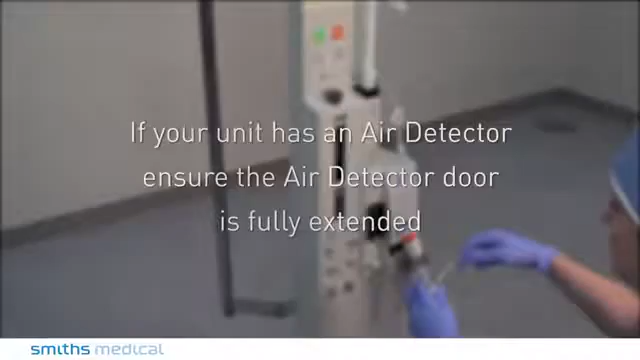 If your unit has an Air Detector
ensure the Air Detector door
is fully extended
smiths medical